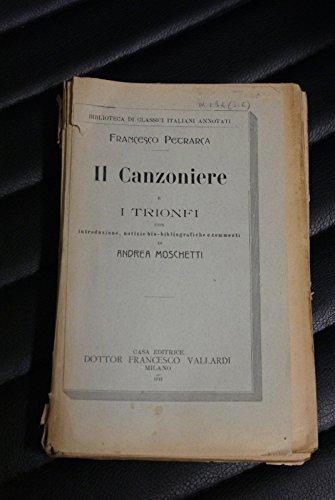 BIBLIOTECA DI CLASSICI ITALIANI ANNOTATI
FRANCESCO PETRARCA
Il Canzoniere
E
I TRIONFI
CON
introduzione, notizie bio-bibliografiche e commenti
DI
ANDREA MOSCHETTI
CASA EDITRICE
DOTTOR FRANCESCO VALLARDI
MILANO